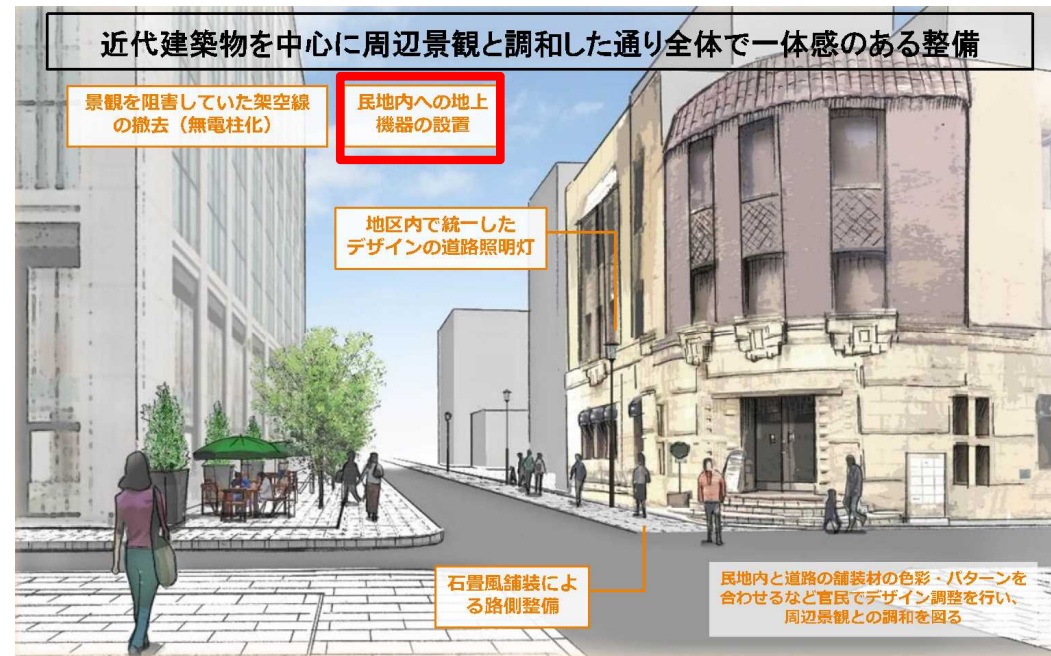 近代建築物を中心に周辺景観と調和した通り全体で一体感のある整備
景観を阻害していた架空線
の撤去（無電柱化）
民地内への地上
機器の設置
地区内で統一した
デザインの道路照明灯
石畳風舗装によ
る路側整備
民地内と道路の舗装材の色彩・パターンを
合わせるなど官民でデザイン調整を行い、
周辺景観との調和を図る